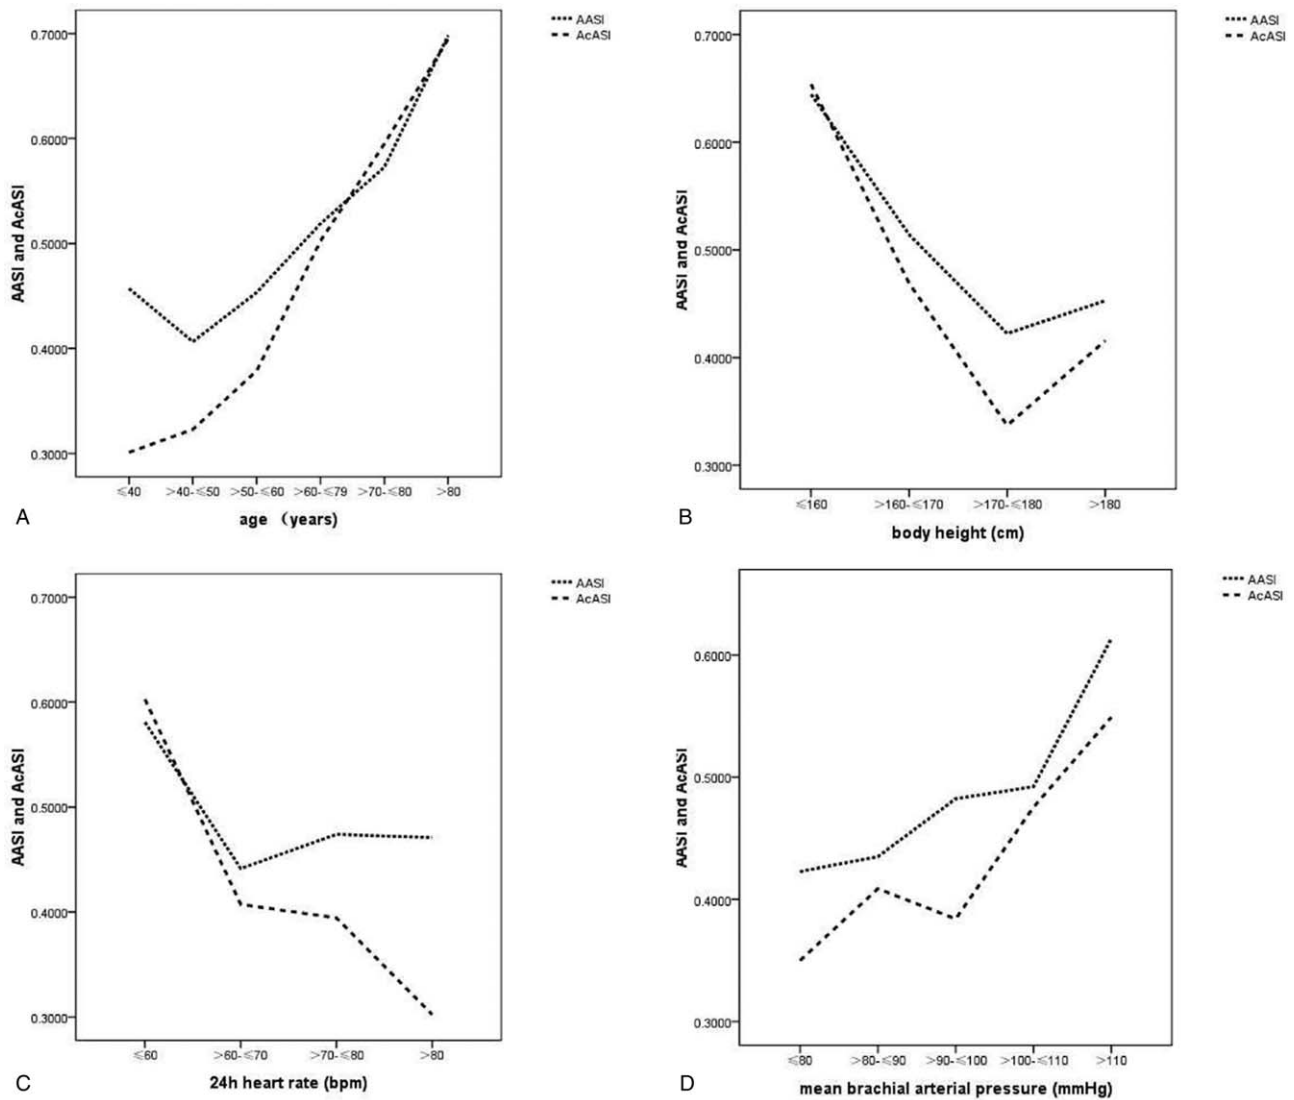 AASI
AcASI
0.7000
0.6000
0.5000
0.4000
0.3000
AASI and AcASI
≤40 >40-≤50 >50-≤60 >60-≤79 >70-≤80 >80
age （years)
A
AASI
AcASI
0.7000
0.6000
0.5000
0.4000
0.3000
AASI and AcASI
≤160 >160-≤170 >170-≤180 >180
body height (cm)
B
AASI
AcASI
0.7000
0.6000
0.5000
0.4000
0.3000
AASI and AcASI
≤60 >60-≤70 >70-≤80 >80
24h heart rate (bpm)
C
AASI
AcASI
0.6000
0.5000
0.4000
0.3000
AASI and AcASI
≤80 >80-≤90 >90-≤100 >100-≤110 >110
mean brachial arterial pressure (mmHg)
D